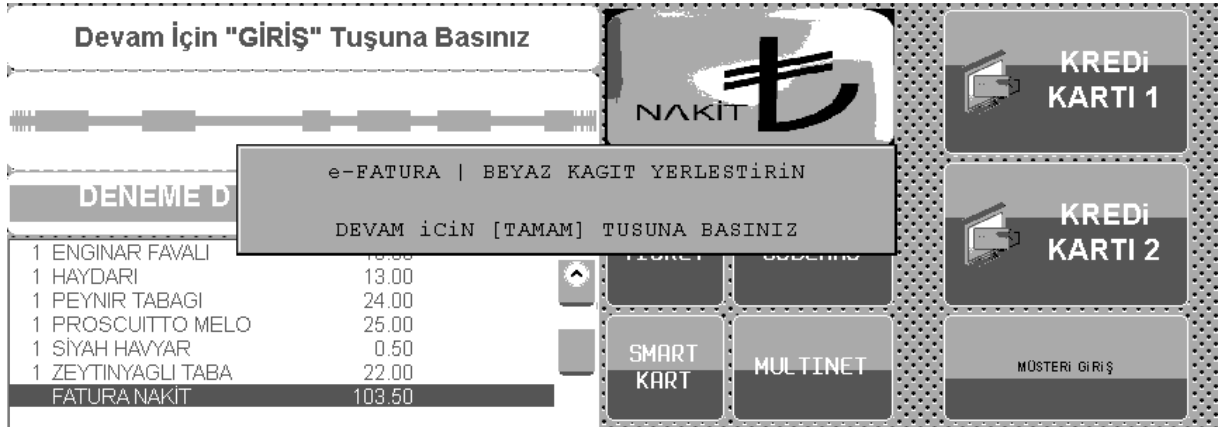 Devam İçin "GİRİŞ" Tuşuna Basınız
NAKİT
KREDİ
KARTI 1
e-FATURA | BEYAZ KAGIT YERLESTiRiN
DEVAM iCiN [TAMAM] TUSUNA BASINIZ
DENEME D
KREDİ
KARTI 2
1 ENGINAR FAVALI
1 HAYDARI 13.00
1 PEYNIR TABAGI 24.00
1 PROSCUITTO MELO 25.00
1 SİYAH HAVYAR 0.50
1 ZEYTINYAGLI TABA 22.00
FATURA NAKİT 103.50
SMART
KART
MULTINET
MÜSTERi GiRiŞ